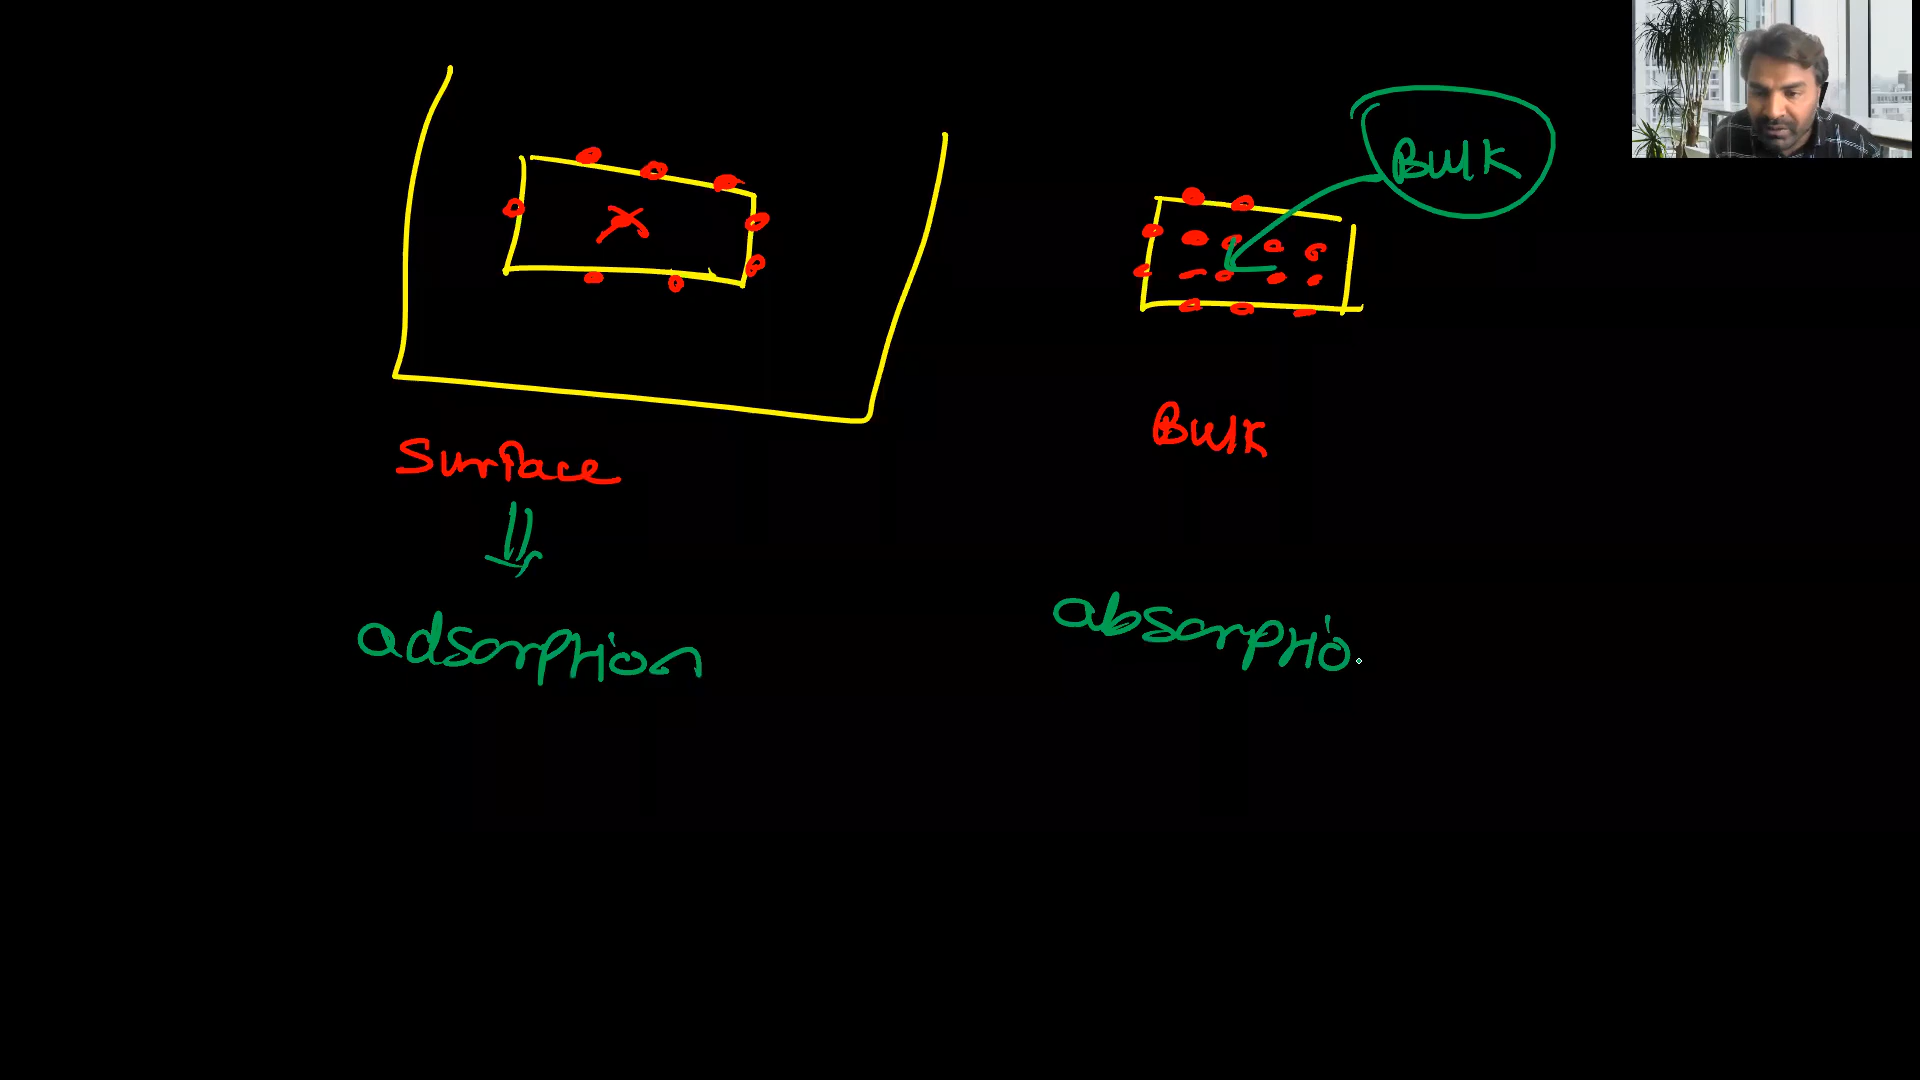 Bulk
Bulk
Surface
adsorption
absorptio